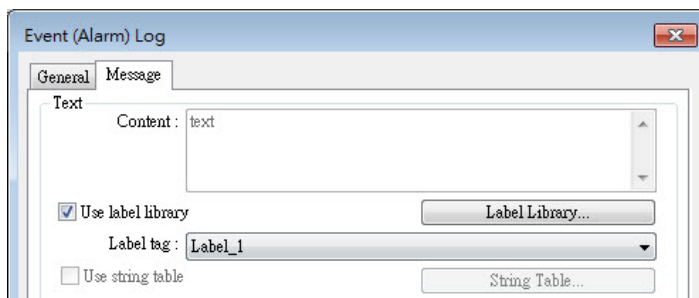 Event (Alarm) Log
General Message
Text
Content : text
Use label library Label Library...
Label tag : Label_1
Use string table String Table...